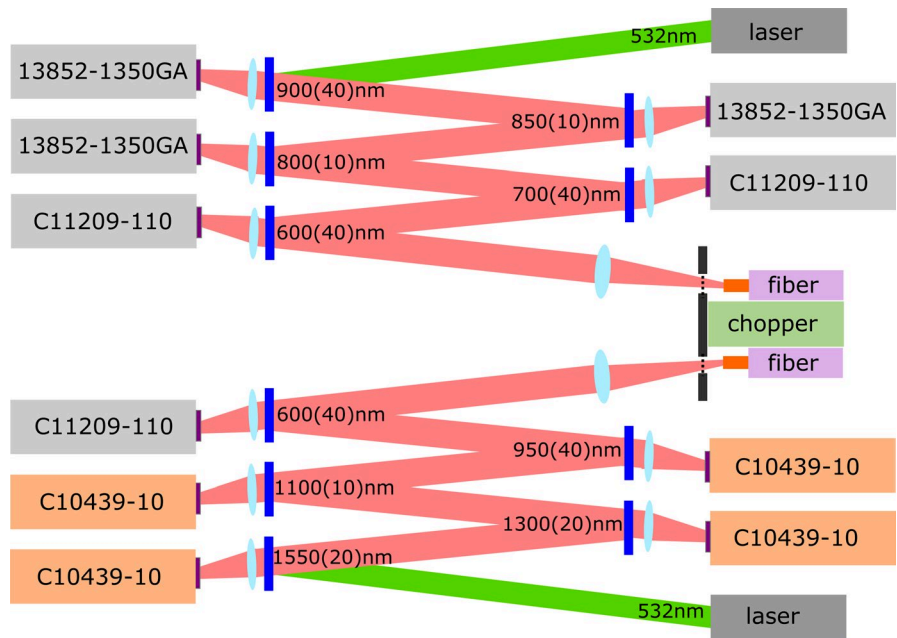 532nm
laser
13852-1350GA
900(40)nm
850(10)nm
13852-1350GA
13852-1350GA
800(10)nm
700(40)nm
C11209-110
C11209-110
600(40)nm
fiber
chopper
fiber
C11209-110
600(40)nm
950(40)nm
C10439-10
C10439-10
1100(10)nm
1300(20)nm
C10439-10
C10439-10
1550(20)nm
532nm
laser